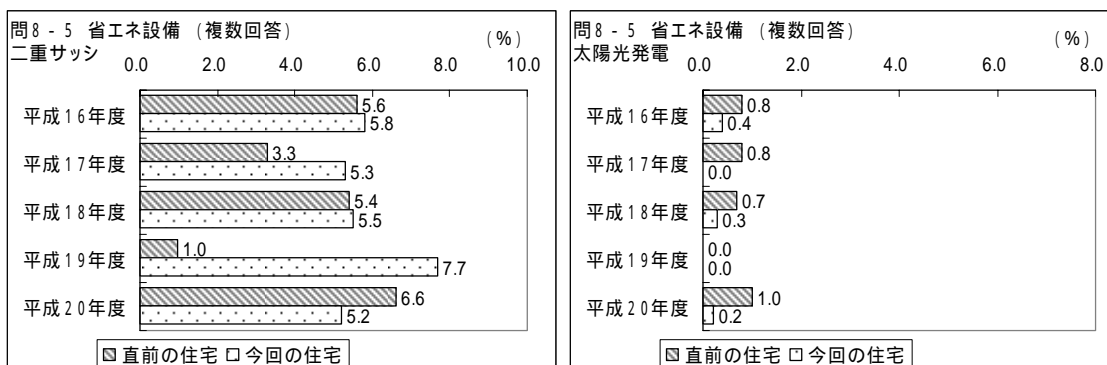 問8-5 省エネ設備 (複数回答)
二重サッシ
(%)
0.0 2.0 4.0 6.0 8.0 10.0
平成16年度 5.6
5.8
平成17年度 3.3
5.3
平成18年度 5.4
5.5
平成19年度 1.0
7.7
平成20年度 6.6
5.2
直前の住宅 今回の住宅
問8-5 省エネ設備 (複数回答)
太陽光発電
(%)
0.0 2.0 4.0 6.0 8.0
平成16年度 0.8
0.4
平成17年度 0.8
0.0
平成18年度 0.7
0.3
平成19年度 0.0
0.0
平成20年度 1.0
0.2
直前の住宅 今回の住宅